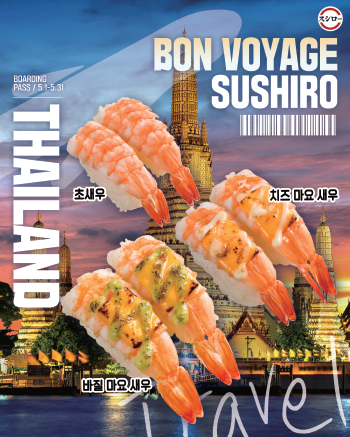 スシロー
BON VOYAGE
SUSHIRO
BOARDING
PASS / 5.1-5.31
THAILAND
초새우
치즈 마요 새우
바질 마요 새우
travel